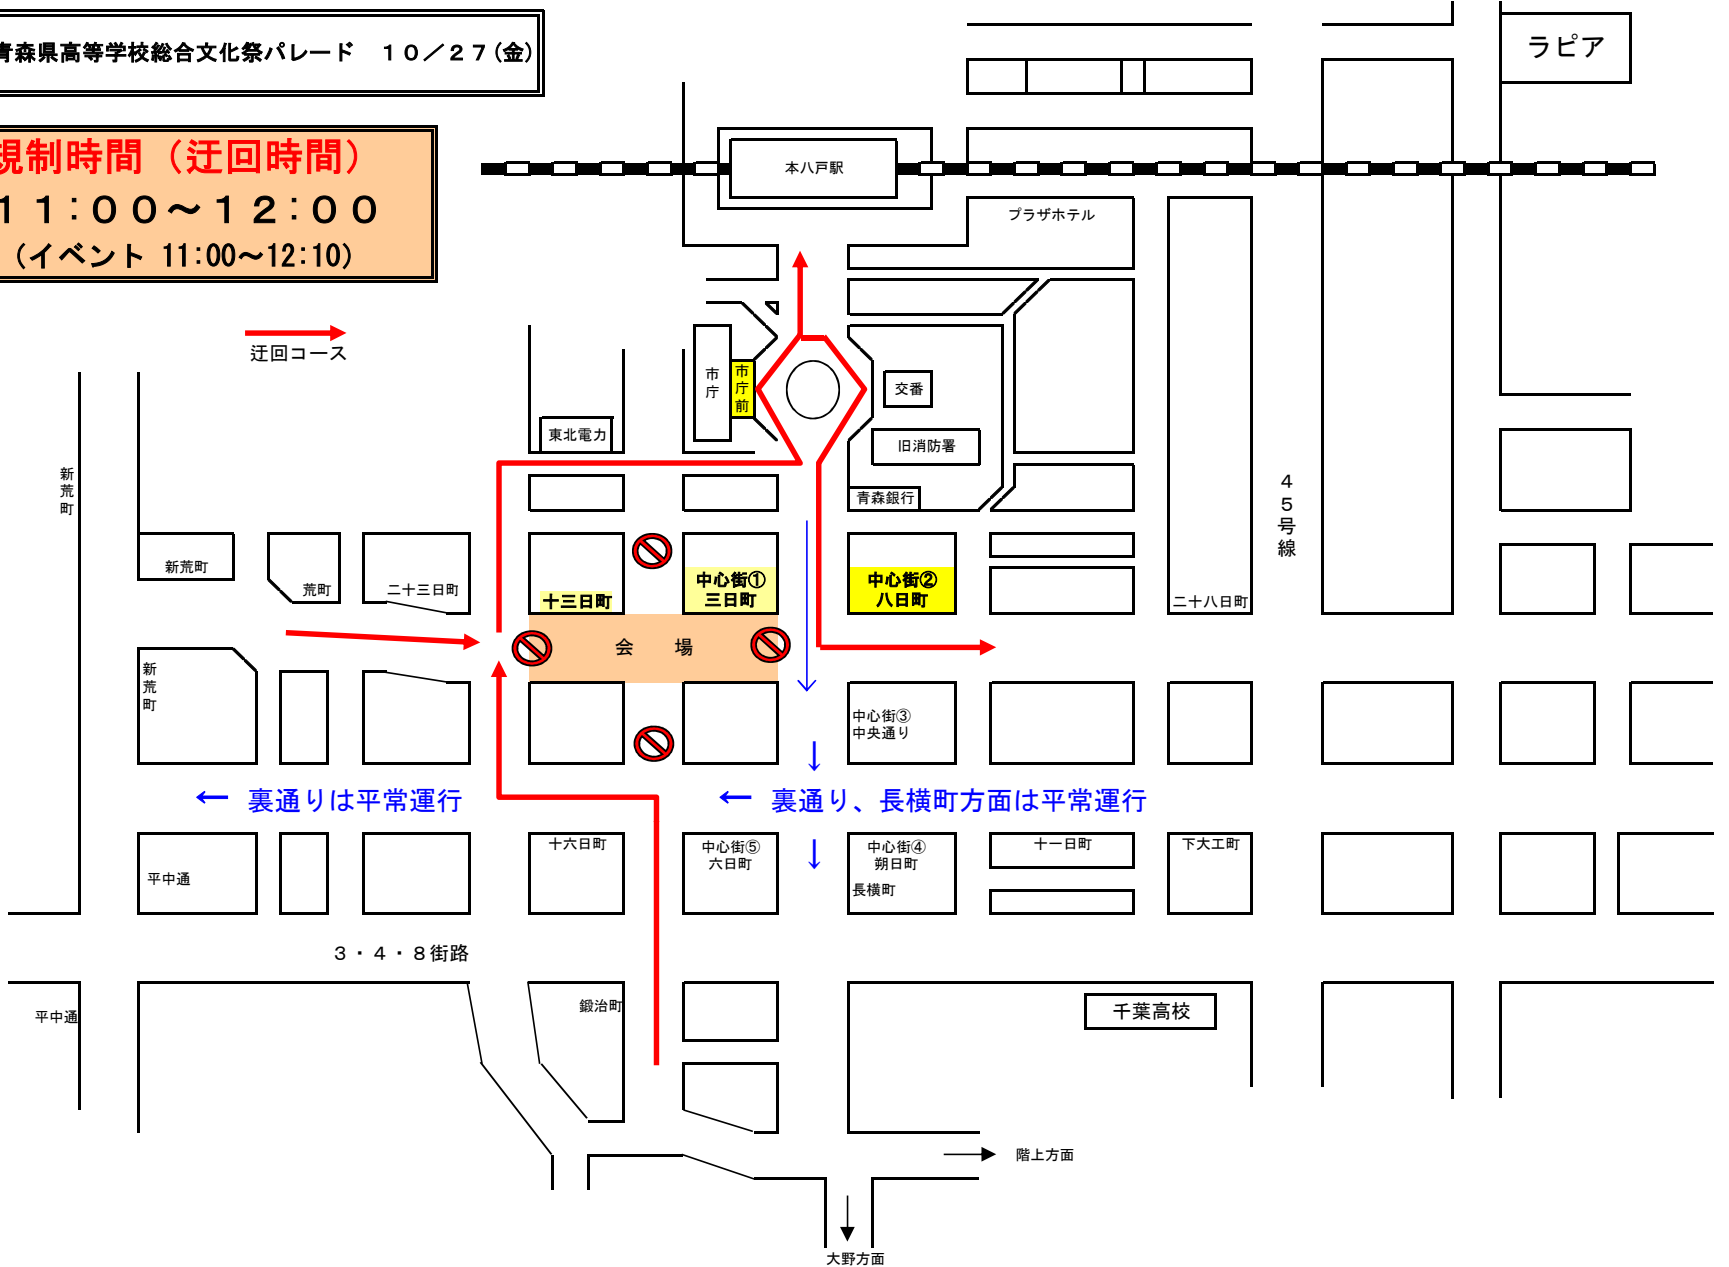 青森県高等学校総合文化祭パレード　１０／２７(金)
ラピア
規制時間（迂回時間）
１１：００～１２：００
（イベント 11:00～12:10）
本八戸駅
プラザホテル
迂回コース
市庁
市庁前
交番
東北電力
旧消防署
青森銀行
新荒町
４５号線
新荒町
荒町
二十三日町
十三日町
中心街①
三日町
中心街②
八日町
二十八日町
会　場
新荒町
中心街③
中央通り
↓
← 裏通りは平常運行
← 裏通り、長横町方面は平常運行
↓
平中通
十六日町
中心街⑤
六日町
中心街④
朔日町
長横町
十一日町
下大工町
３・４・８街路
平中通
鍛治町
千葉高校
階上方面
大野方面